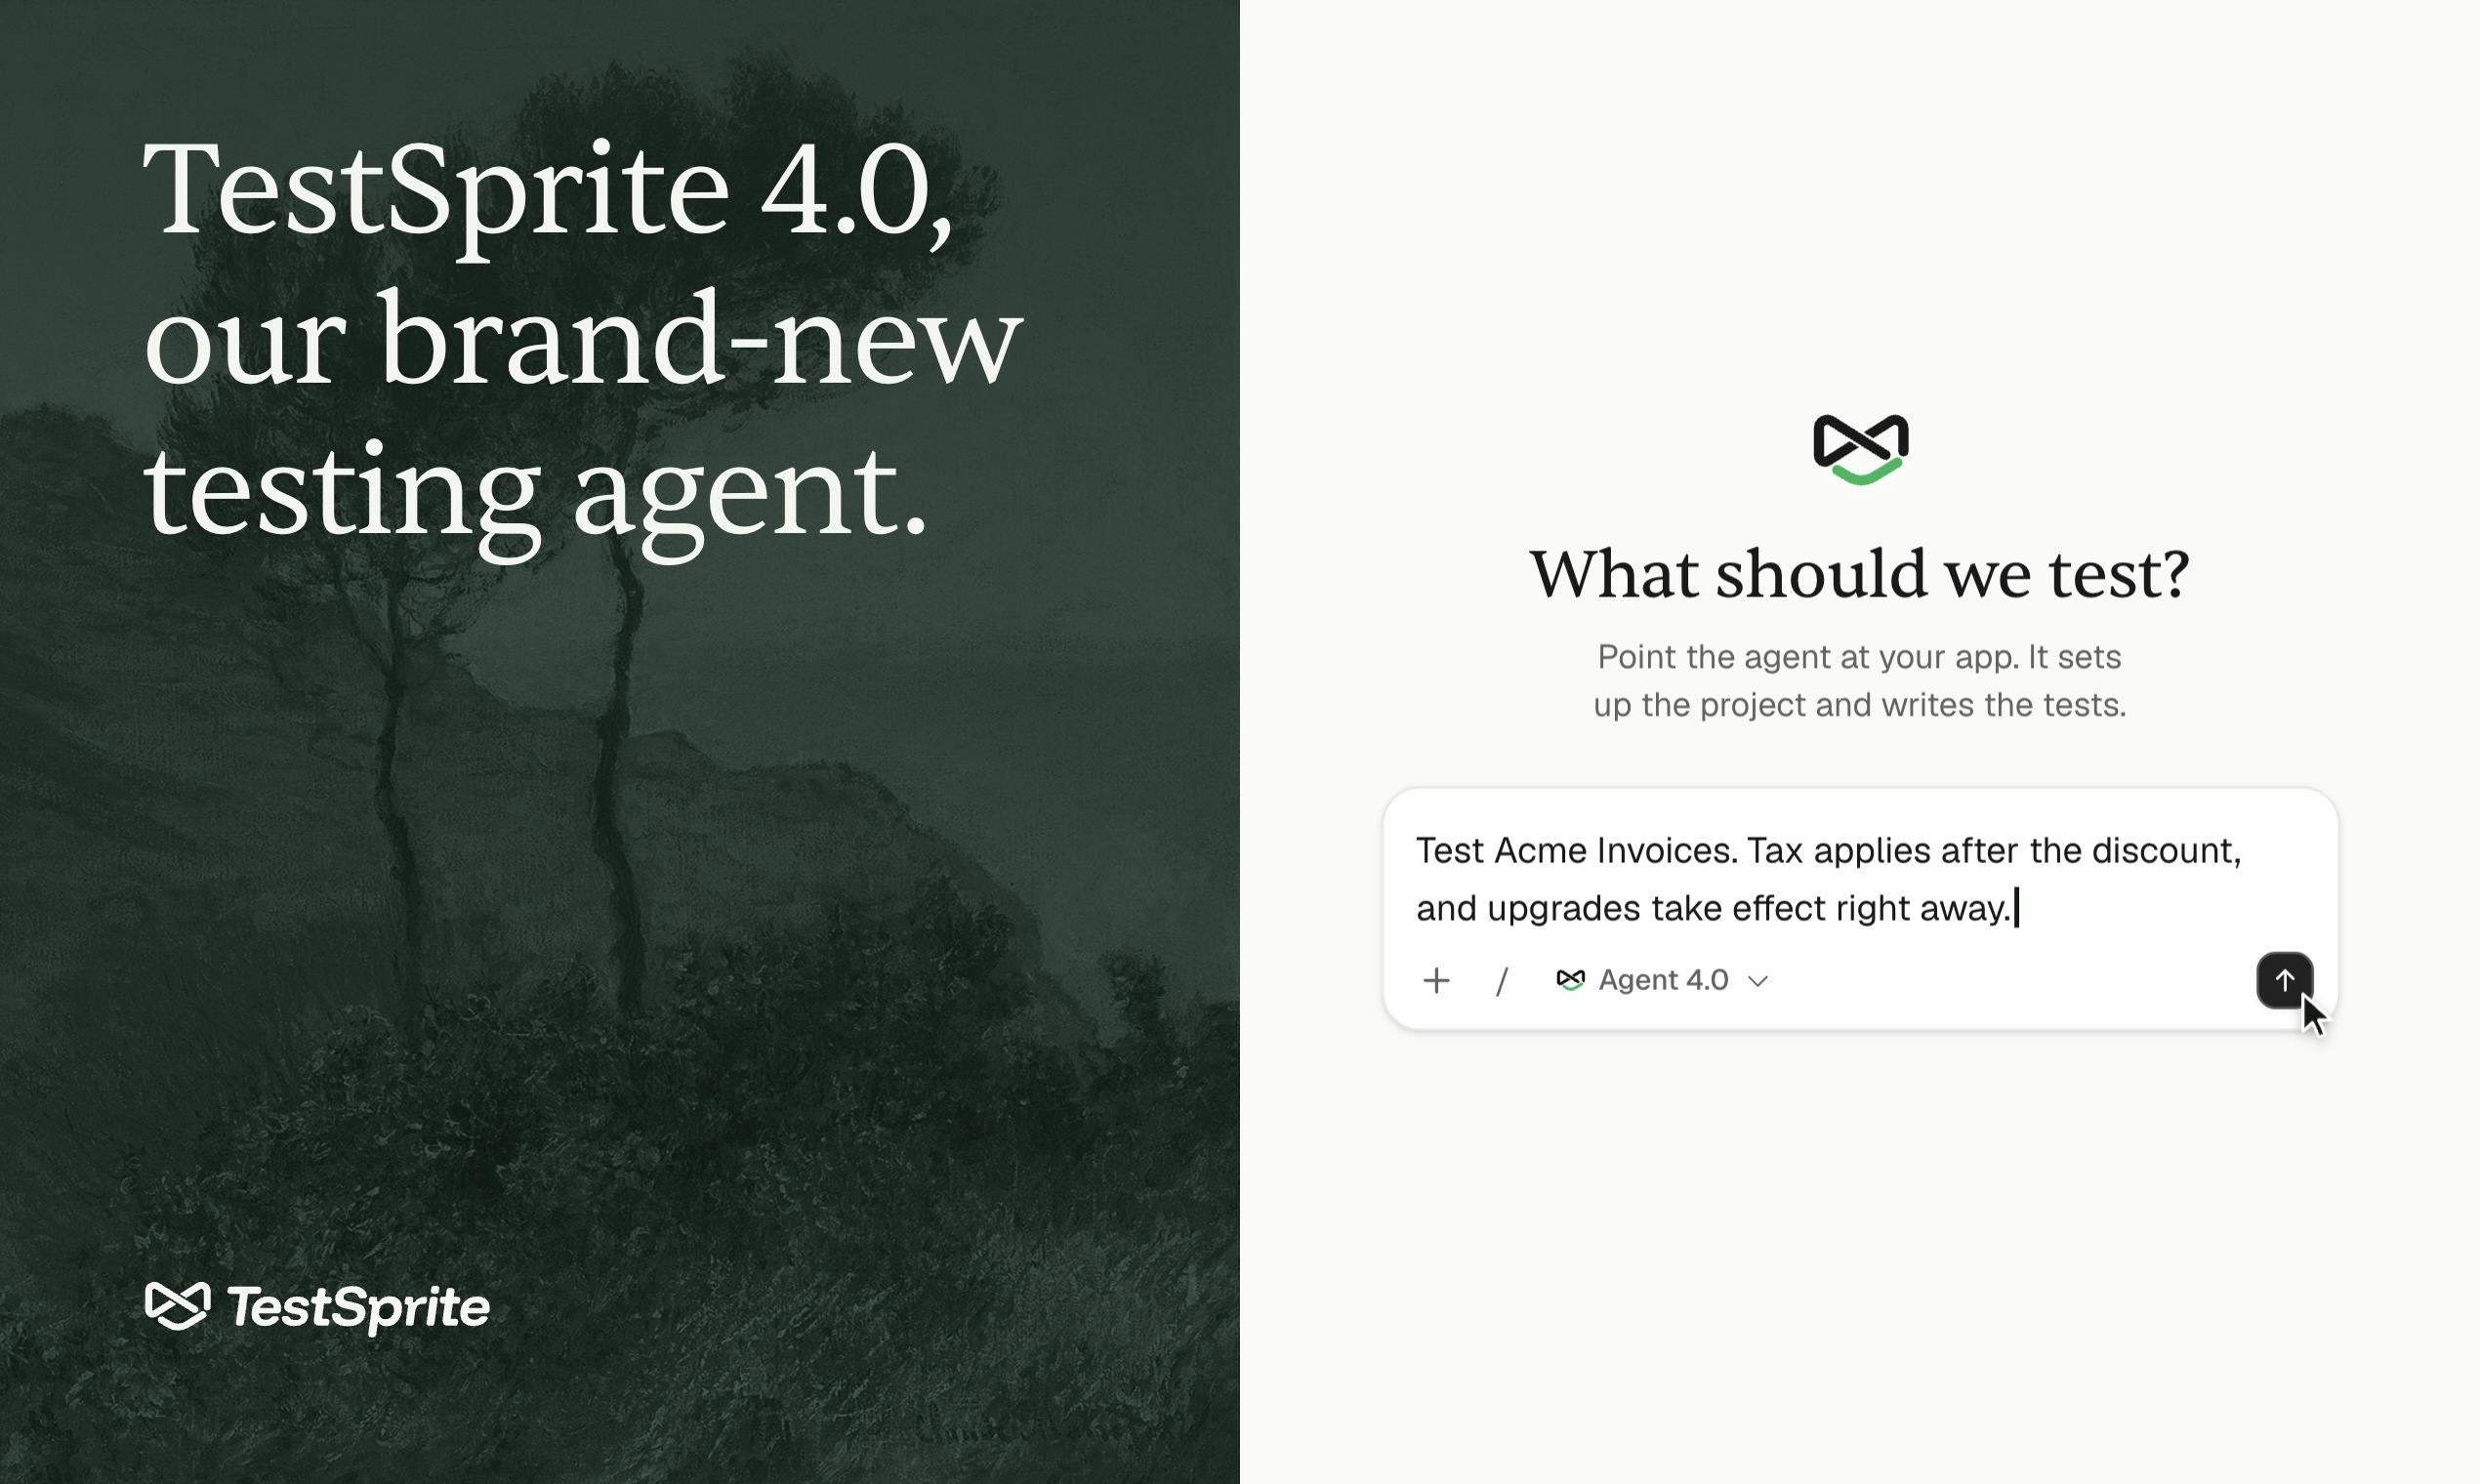 TestSprite 4.0,
our brand-new
testing agent.
TestSprite
What should we test?
Point the agent at your app. It sets
up the project and writes the tests.
Test Acme Invoices. Tax applies after the discount,
and upgrades take effect right away.
/ Agent 4.0